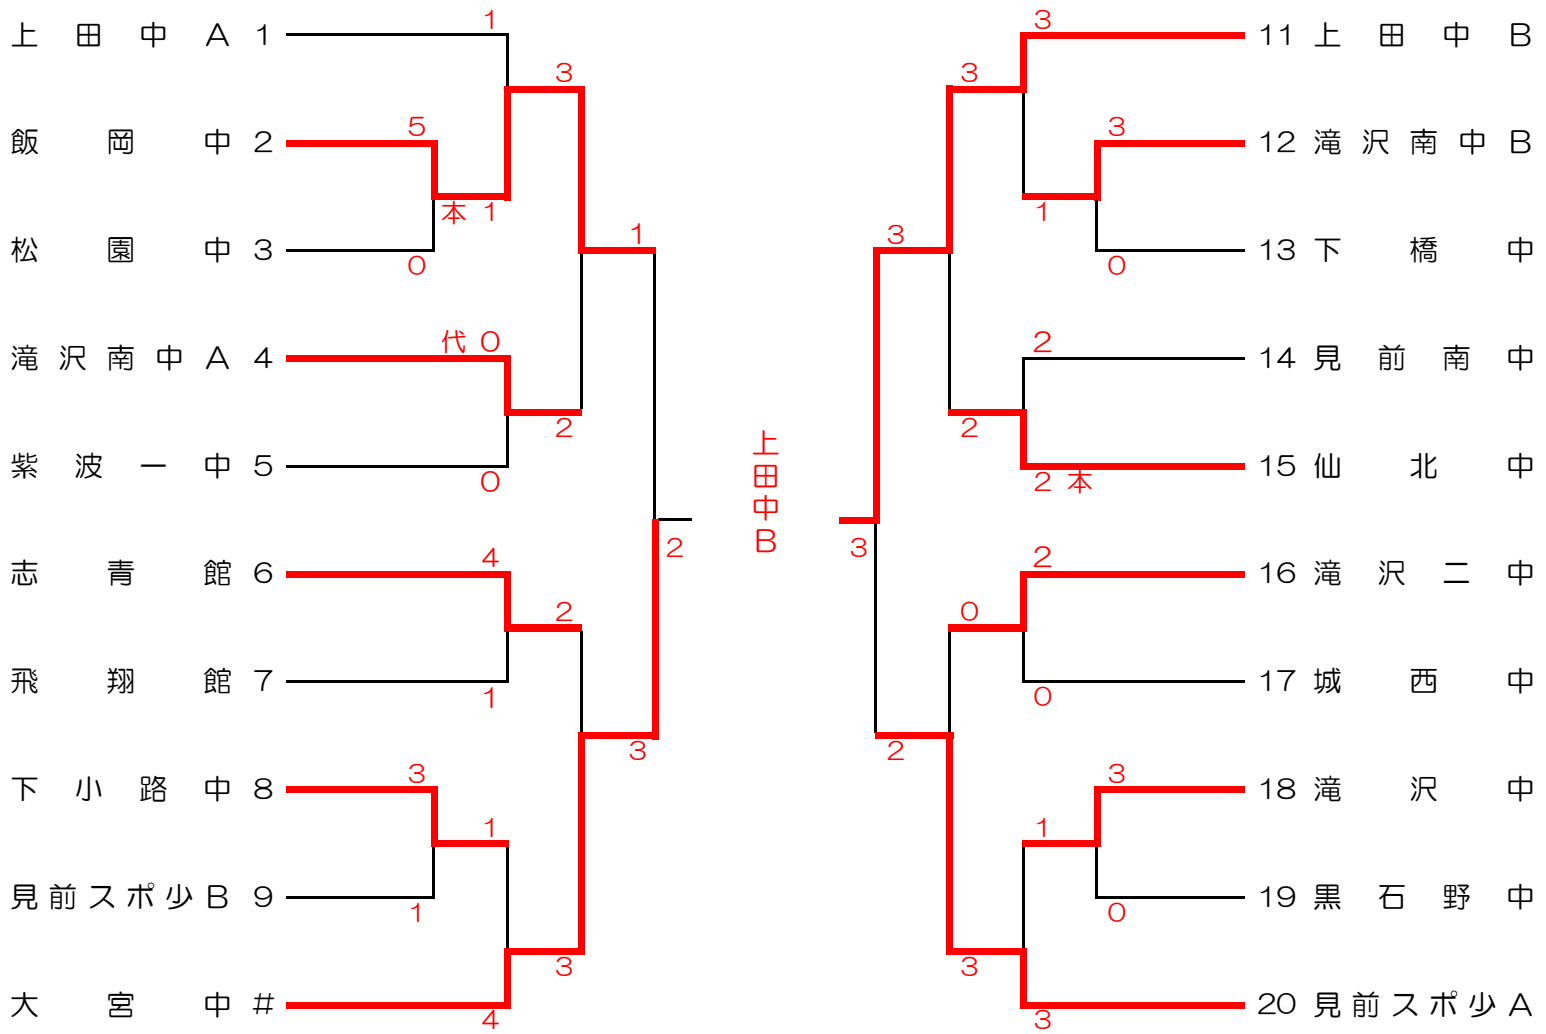 1
3
上田中A 1
11 上田中B
3
3
5
3
飯岡中 2
12 滝沢南中B
本 1
1
1
3
松園中 3
13 下橋中
0
0
代 0
2
滝沢南中A 4
14 見前南中
2
2
紫波一中 5
15 仙北中
0
2 本
上田中B
2
3
4
2
志青館 6
16 滝沢二中
2
0
飛翔館 7
17 城西中
1
0
3
2
3
3
下小路中 8
18 滝沢中
1
1
見前スポ少B 9
19 黒石野中
1
0
3
3
大宮中 #
20 見前スポ少A
4
3